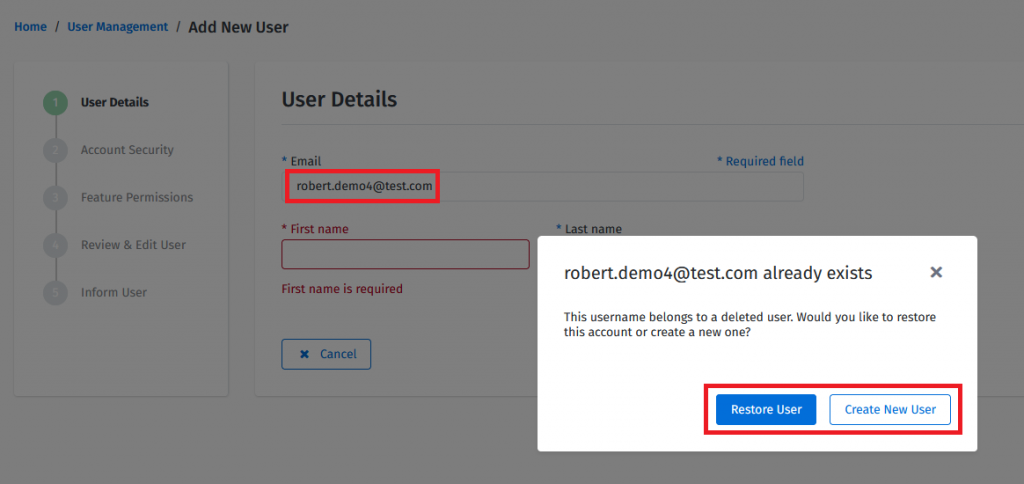 Home / User Management / Add New User
1 User Details
2 Account Security
3 Feature Permissions
4 Review & Edit User
5 Inform User
User Details
* Email
* Required field
robert.demo4@test.com
* First name
* Last name
First name is required
Cancel
robert.demo4@test.com already exists
This username belongs to a deleted user. Would you like to restore
this account or create a new one?
Restore User
Create New User